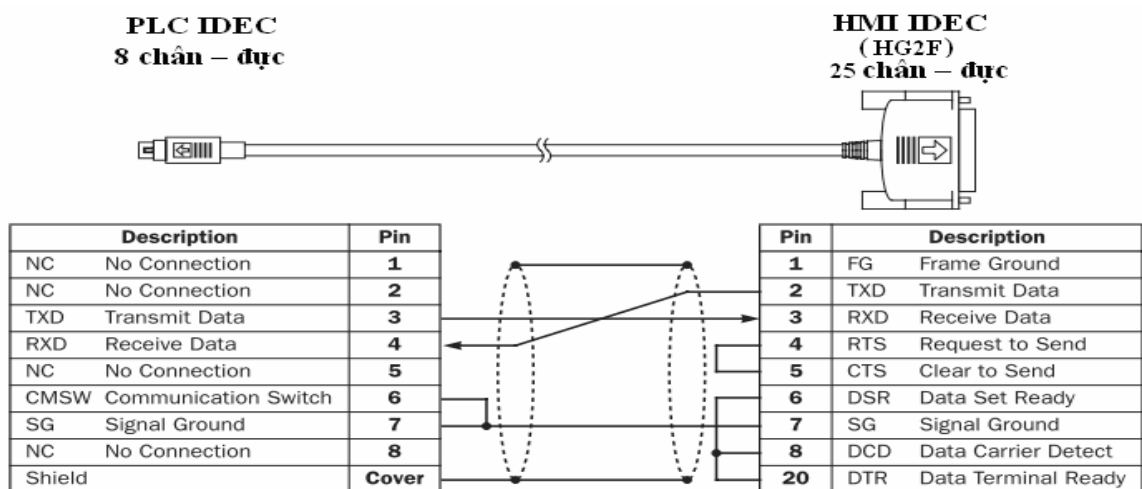 PLC IDEC
8 chân – đực
HMI IDEC
(HG2F)
25 chân – đực
Description Pin
NC No Connection 1
NC No Connection 2
TXD Transmit Data 3
RXD Receive Data 4
NC No Connection 5
CMSW Communication Switch 6
SG Signal Ground 7
NC No Connection 8
Shield Cover
Pin Description
1 FG Frame Ground
2 TXD Transmit Data
3 RXD Receive Data
4 RTS Request to Send
5 CTS Clear to Send
6 DSR Data Set Ready
7 SG Signal Ground
8 DCD Data Carrier Detect
20 DTR Data Terminal Ready